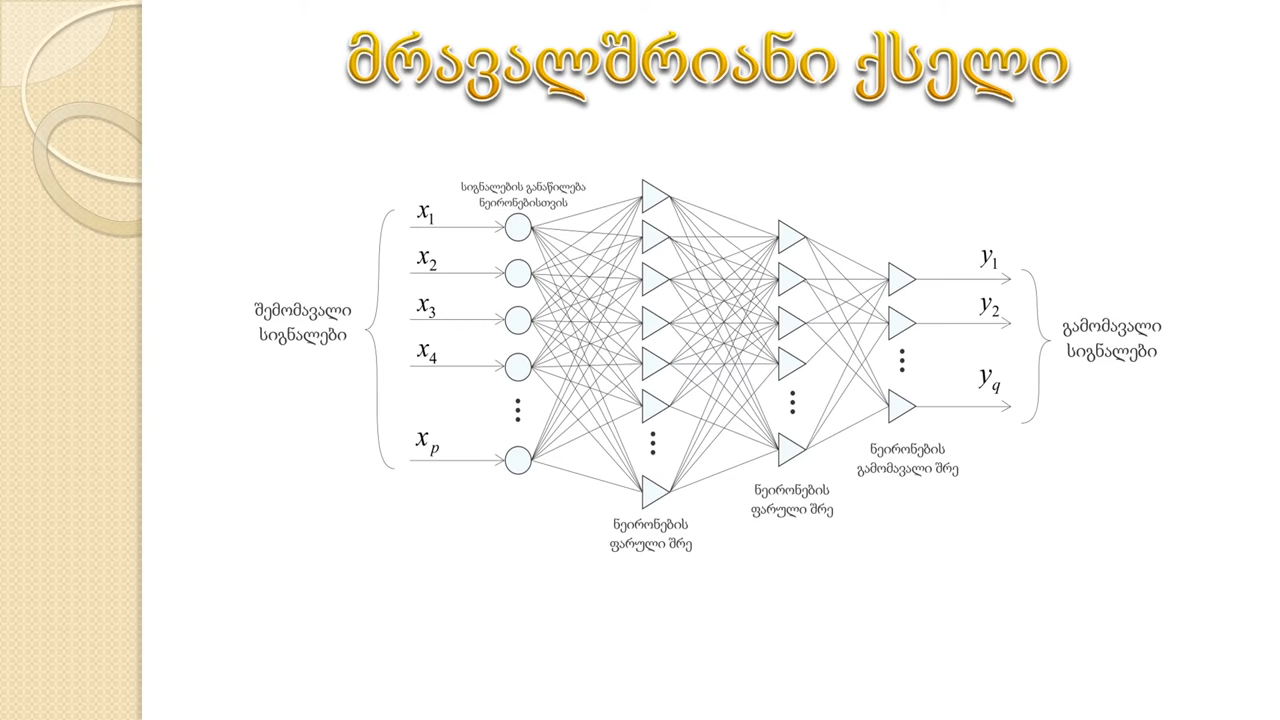 მრავალშრიანი ქსელი
სიგნალების განაწილება
ნეირონებისთვის
x1
x2
x3
x4
xp
შემომავალი
სიგნალები
y1
y2
yq
გამომავალი
სიგნალები
ნეირონების
გამომავალი შრე
ნეირონების
ფარული შრე
ნეირონების
ფარული შრე